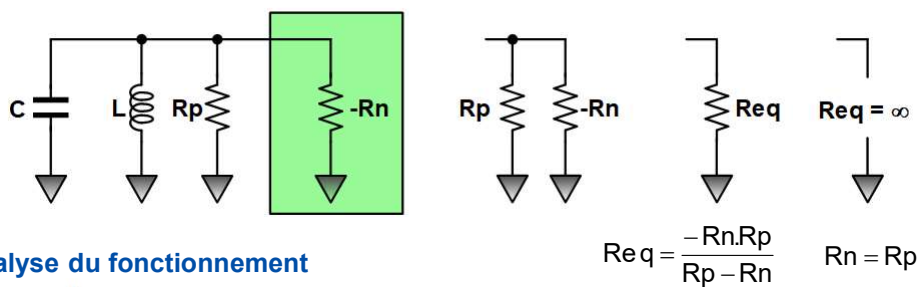 C L Rp -Rn Rp -Rn Req Req = ∞
alyse du fonctionnement
Req = -Rn.Rp / Rp - Rn Rn = Rp